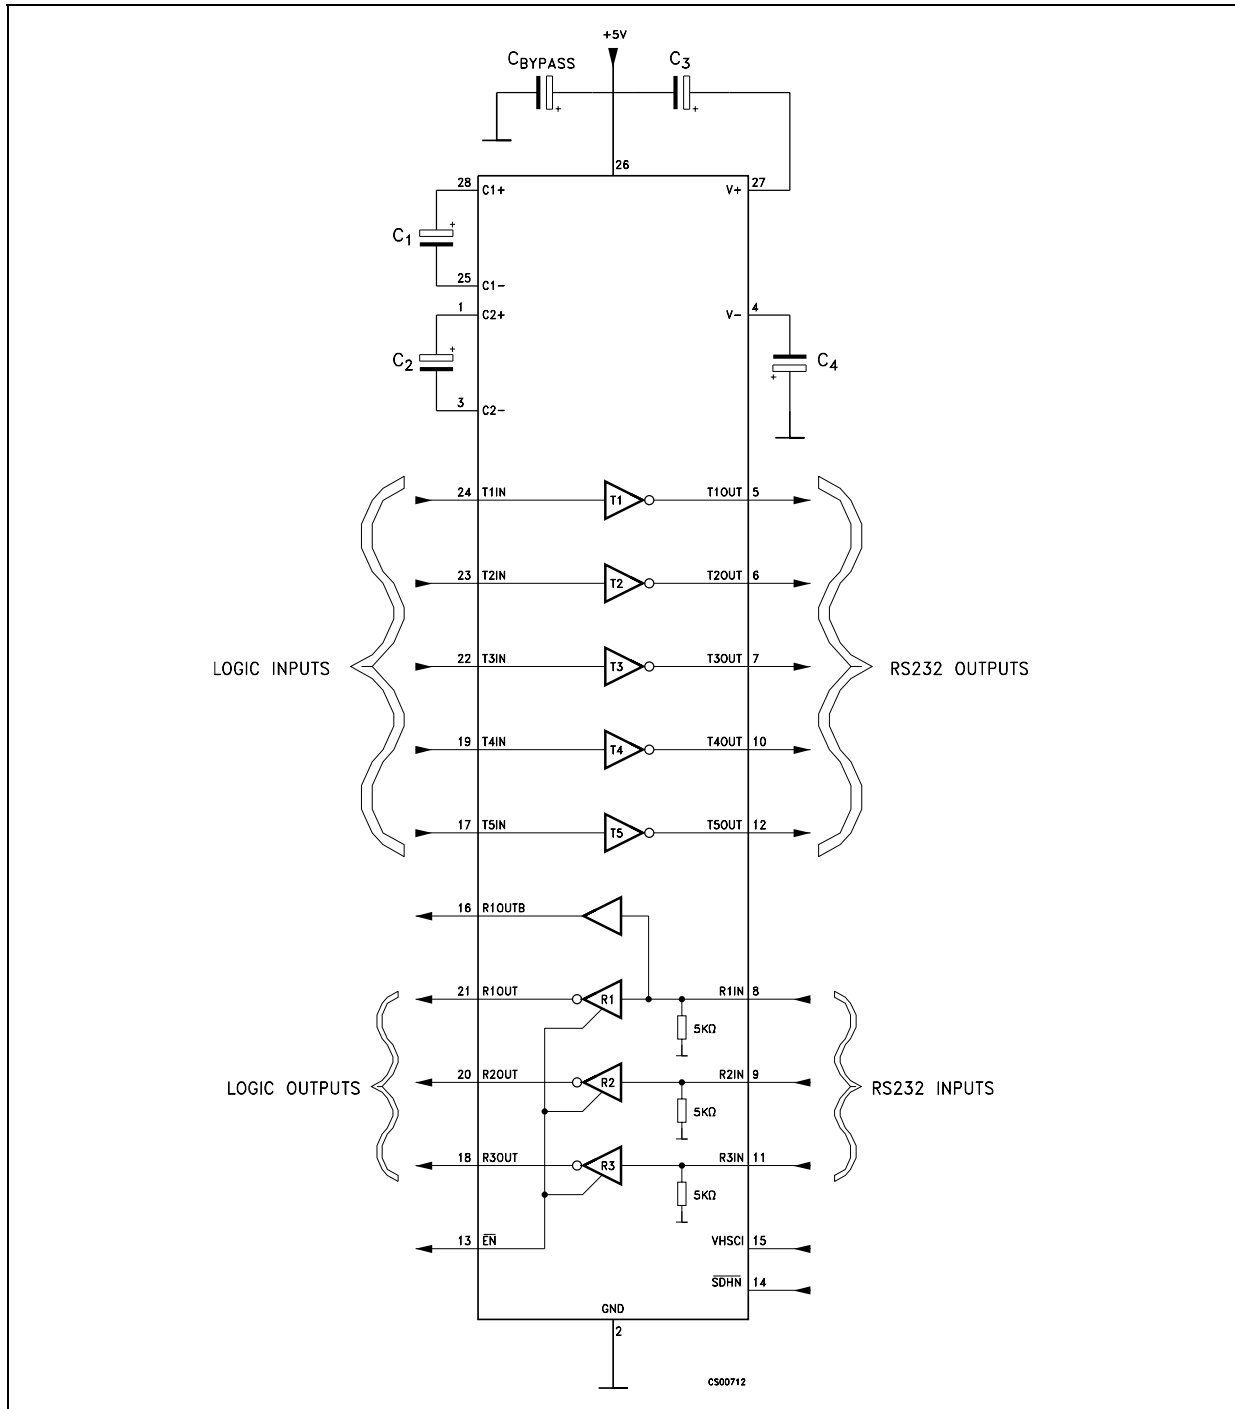 +5V
CBYPASS
C3
+
+
26
28
C1+
V+
27
C1
+
25
C1-
1
C2+
V-
4
C2
+
C4
+
3
C2-
24
T1IN
T1
T1OUT
5
23
T2IN
T2
T2OUT
6
LOGIC INPUTS
22
T3IN
T3
T3OUT
7
RS232 OUTPUTS
19
T4IN
T4
T4OUT
10
17
T5IN
T5
T5OUT
12
16
R1OUTB
21
R1OUT
R1
R1IN
8
5KΩ
LOGIC OUTPUTS
20
R2OUT
R2
R2IN
9
RS232 INPUTS
5KΩ
18
R3OUT
R3
R3IN
11
5KΩ
13
EN
VHSCI
15
SDHN
14
GND
2
CS00712